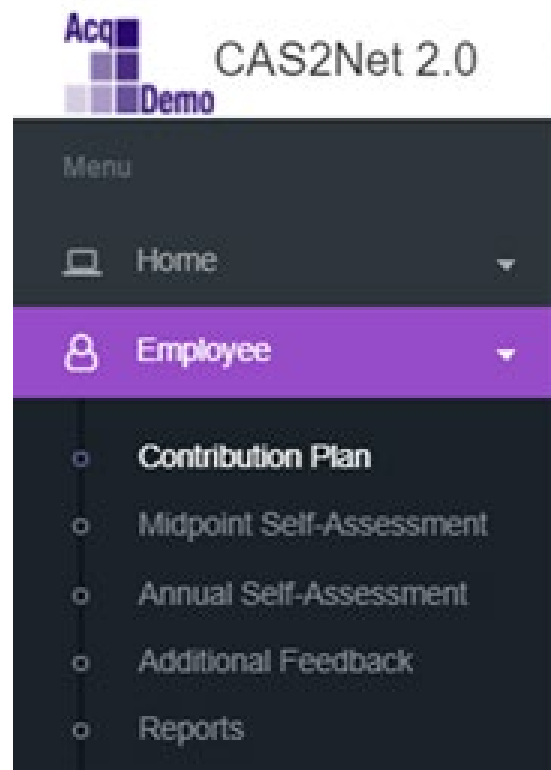 Acq
Demo
CAS2Net 2.0
Menu
Home
Employee
Contribution Plan
Midpoint Self-Assessment
Annual Self-Assessment
Additional Feedback
Reports